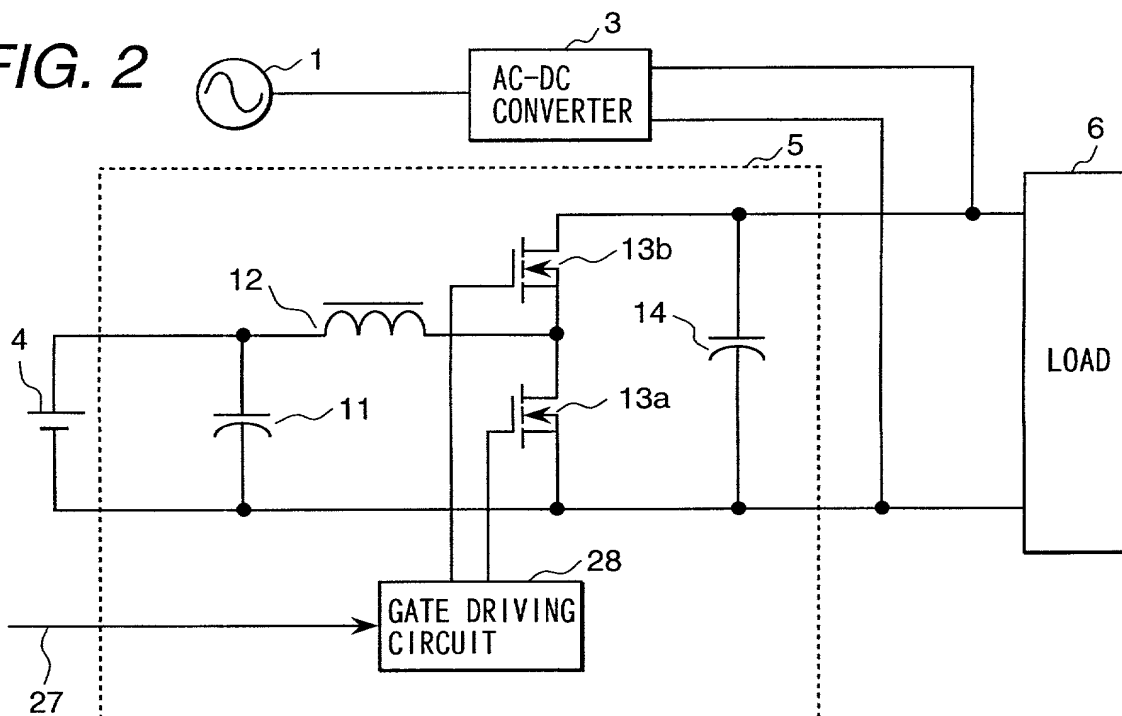 FIG. 2
1
3
AC-DC
CONVERTER
5
6
13b
12
14
4
LOAD
13a
11
28
GATE DRIVING
CIRCUIT
27